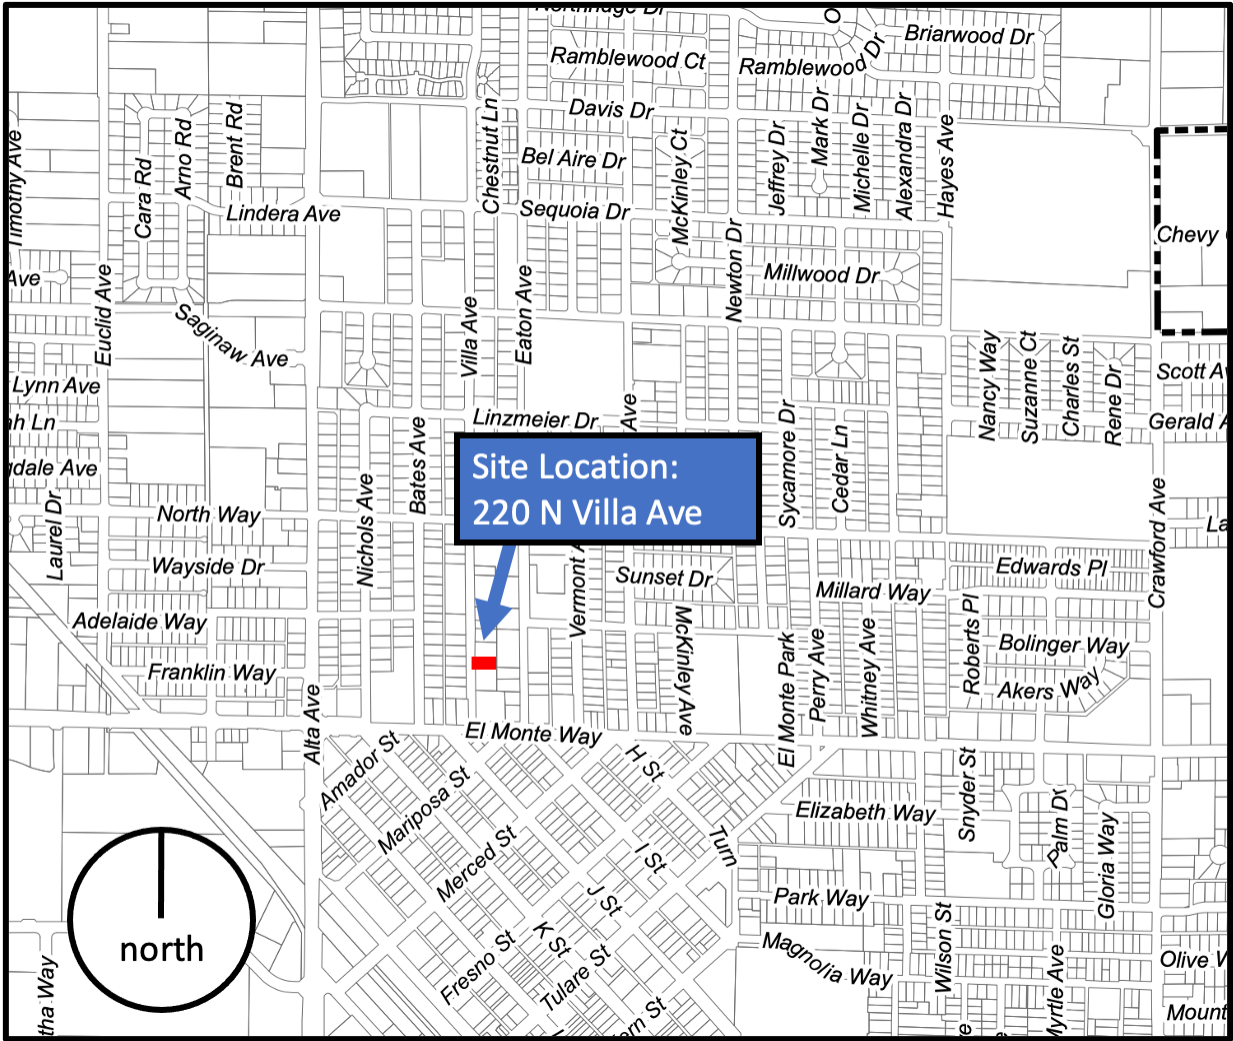 Ramblewood Ct
Ramblewood Dr
Briarwood Dr
Davis Dr
Timothy Ave
Cara Rd
Arno Rd
Brent Rd
Chestnut Ln
Bel Aire Dr
McKinley Ct
Jeffrey Dr
Mark Dr
Michelle Dr
Alexandra Dr
Hayes Ave
Lindera Ave
Sequoia Dr
Newton Dr
Chevy
Ave
Euclid Ave
Millwood Dr
Saginaw Ave
Villa Ave
Eaton Ave
Nancy Way
Suzanne Ct
Charles St
Rene Dr
Scott Av
Lynn Ave
Linzmeier Dr
Ave
Sycamore Dr
Cedar Ln
Gerald A
ah Ln
Bates Ave
Site Location:
220 N Villa Ave
gdale Ave
Laurel Dr
North Way
Nichols Ave
Crawford Ave
La
Wayside Dr
Vermont A
Sunset Dr
Edwards Pl
Millard Way
Adelaide Way
McKinley Ave
El Monte Park
Perry Ave
Whitney Ave
Roberts Pl
Bolinger Way
Franklin Way
Akers Way
Alta Ave
El Monte Way
Amador St
H St
Mariposa St
Snyder St
Elizabeth Way
Palm Dr
Gloria Way
Merced St
I St
Turn
J St
Park Way
north
Fresno St
K St
Tulare St
Magnolia Way
Wilson St
Myrtle Ave
Olive W
tha Way
ern St
Mount